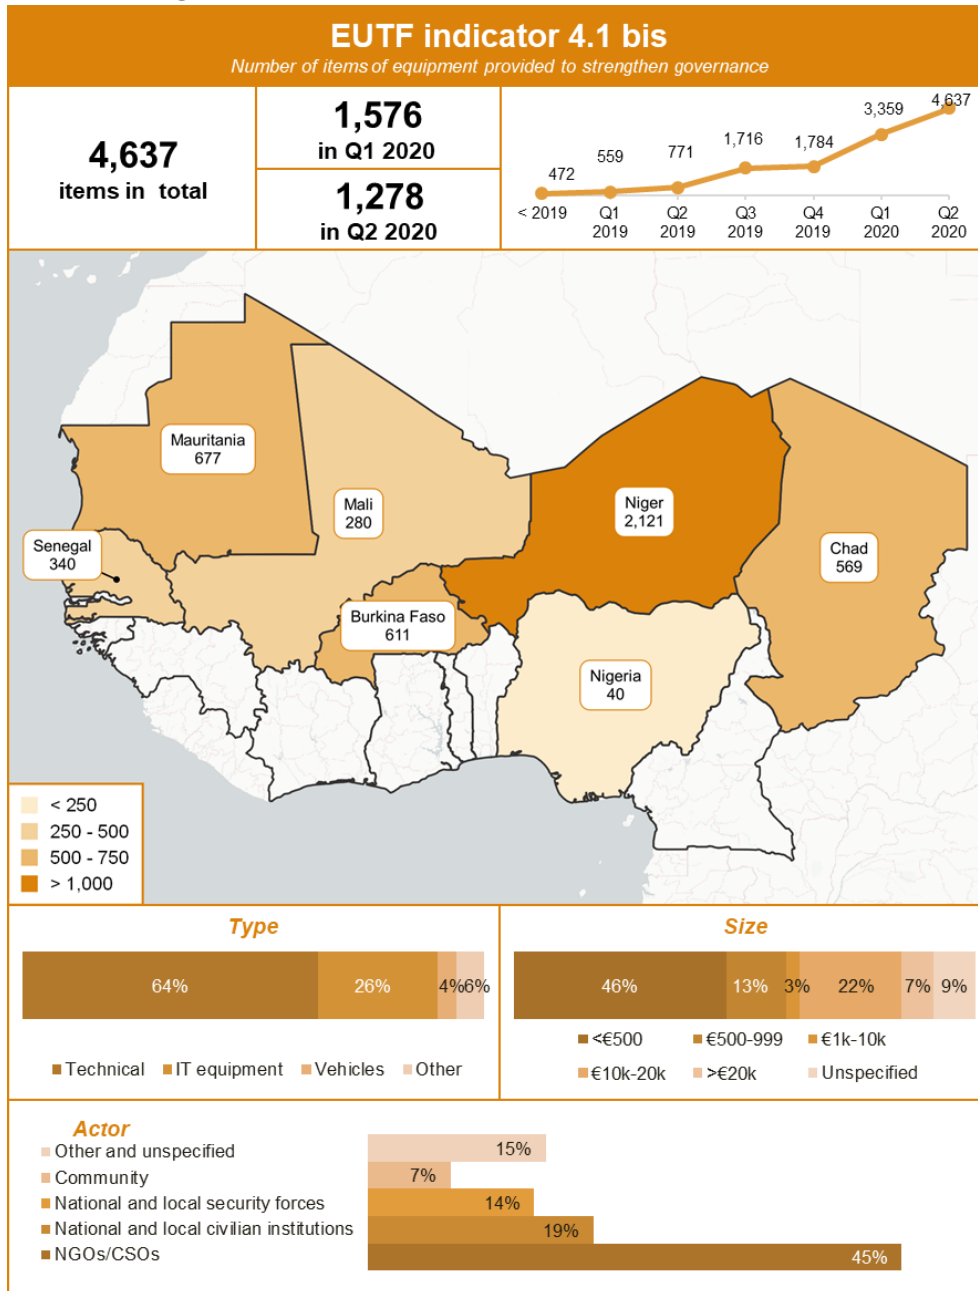 EUTF indicator 4.1 bis
Number of items of equipment provided to strengthen governance
4,637
items in total
1,576
in Q1 2020
1,278
in Q2 2020
472
559
771
1,716
1,784
3,359
4,637
< 2019
Q1
2019
Q2
2019
Q3
2019
Q4
2019
Q1
2020
Q2
2020
Mauritania
677
Mali
280
Niger
2,121
Chad
569
Senegal
340
Burkina Faso
611
Nigeria
40
< 250
250 - 500
500 - 750
> 1,000
Type
64%
26%
4%
6%
Technical
IT equipment
Vehicles
Other
Size
46%
13%
3%
22%
7%
9%
<€500
€500-999
€1k-10k
€10k-20k
>€20k
Unspecified
Actor
Other and unspecified
15%
Community
7%
National and local security forces
14%
National and local civilian institutions
19%
NGOs/CSOs
45%